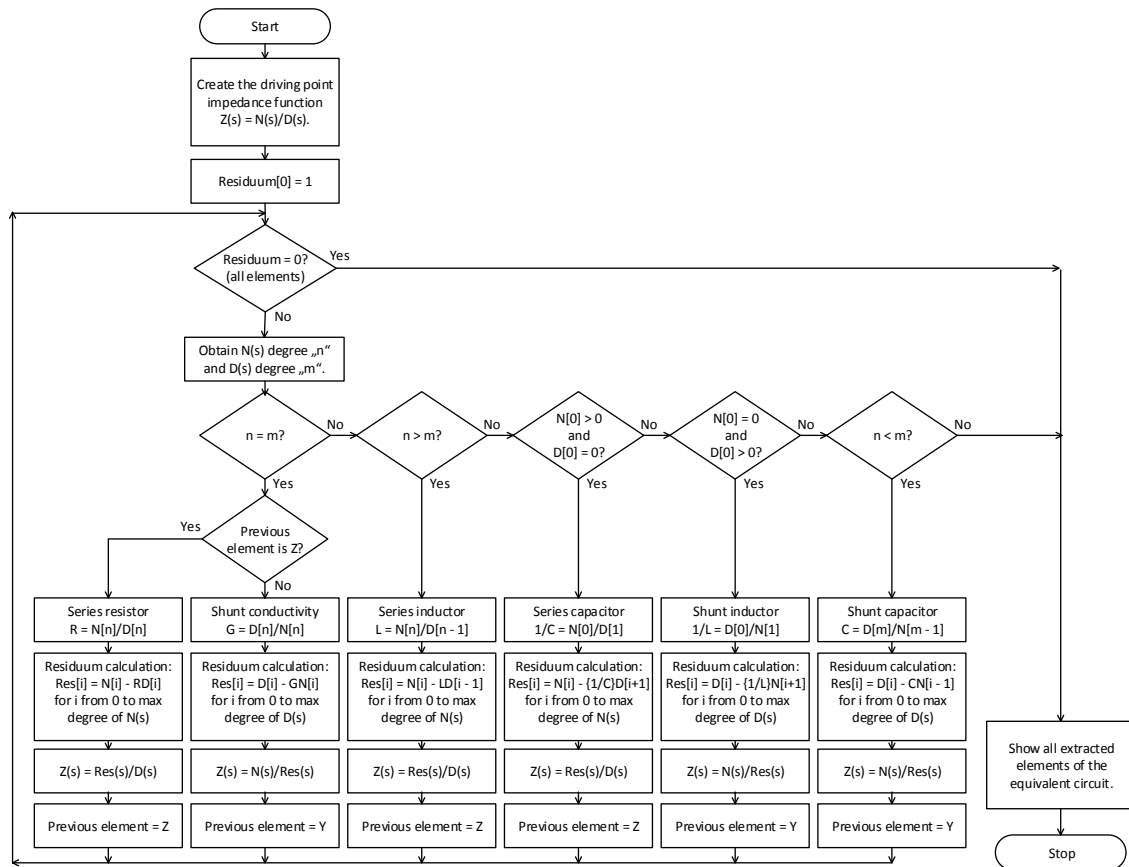 Start
Create the driving point
impedance function
Z(s) = N(s)/D(s).
Residuum[0] = 1
Residuum = 0?
(all elements)
Yes
No
Obtain N(s) degree „n“
and D(s) degree „m“.
n = m?
No
Yes
n > m?
No
Yes
N[0] > 0
and
D[0] = 0?
No
Yes
N[0] = 0
and
D[0] > 0?
No
Yes
n < m?
No
Yes
Previous
element is Z?
Yes
No
Series resistor
R = N[n]/D[n]
Residuum calculation:
Res[i] = N[i] - RD[i]
for i from 0 to max
degree of N(s)
Z(s) = Res(s)/D(s)
Previous element = Z
Shunt conductivity
G = D[n]/N[n]
Residuum calculation:
Res[i] = D[i] - GN[i]
for i from 0 to max
degree of D(s)
Z(s) = N(s)/Res(s)
Previous element = Y
Series inductor
L = N[n]/D[n - 1]
Residuum calculation:
Res[i] = N[i] - LD[i - 1]
for i from 0 to max
degree of N(s)
Z(s) = Res(s)/D(s)
Previous element = Z
Series capacitor
1/C = N[0]/D[1]
Residuum calculation:
Res[i] = N[i] - {1/C}D[i+1]
for i from 0 to max
degree of N(s)
Z(s) = Res(s)/D(s)
Previous element = Z
Shunt inductor
1/L = D[0]/N[1]
Residuum calculation:
Res[i] = D[i] - {1/L}N[i+1]
for i from 0 to max
degree of D(s)
Z(s) = N(s)/Res(s)
Previous element = Y
Shunt capacitor
C = D[m]/N[m - 1]
Residuum calculation:
Res[i] = D[i] - CN[i - 1]
for i from 0 to max
degree of D(s)
Z(s) = N(s)/Res(s)
Previous element = Y
Show all extracted
elements of the
equivalent circuit.
Stop